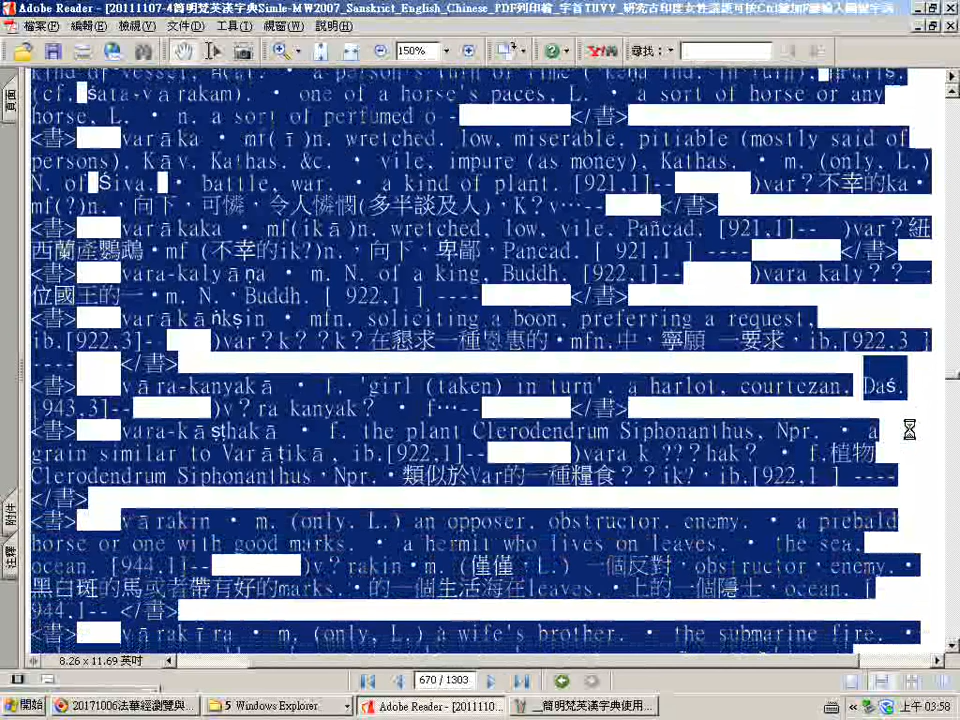 Adobe Reader - [20111107-4簡明梵英漢字典Simle-MW2007_Sanskrict_English_Chinese_PDF列印檔_字首TUVY_研究古印度女性議題可按Ctrl鍵加F鍵輸入關鍵字詞
檔案(F) 編輯(E) 檢視(V) 文件(D) 工具(T) 視窗(W) 說明(H)
150% 尋找：
頁面
附件
註釋
(cf. Śata-vārakam). • one of a horse's paces, L. • a sort of horse or any
horse, L. • n. a sort of perfumed o - </書>
<書> varāka • mf(ī)n. wretched. low, miserable, pitiable (mostly said of
persons), Kāv. Kathas. &c. • vile, impure (as money), Kathas. • m. (only. L.)
N. of Śiva. • battle, war. • a kind of plant. [921,1]-- )var？不幸的ka•
mf(?)n.，向下，可憐，令人憐憫(多半談及人)，K？v…-- </書>
<書> varākaka • mf(ikā)n. wretched, low, vile. Pañcad. [921,1]-- )var？紐
西蘭產鸚鵡•mf (不幸的ik?)n.，向下，卑鄙，Pancad. [ 921,1 ] ---- </書>
<書> vara-kalyāṇa • m. N. of a king, Buddh. [922,1]-- )vara kaly？？一
位國王的一•m. N.，Buddh. [ 922,1 ] ---- </書>
<書> varākāṅkṣin • mfn. soliciting a boon, preferring a request,
ib.[922,3]-- )var？k？？k？在懇求一種恩惠的•mfn.中，寧願 一要求，ib.[922,3 ]
---- </書>
<書> vāra-kanyakā • f. 'girl (taken) in turn', a harlot, courtezan. Daś.
[943,3]-- )v？ra kanyak？ • f…-- </書>
<書> vara-kāṣṭhakā • f. the plant Clerodendrum Siphonanthus, Npr. • a
grain similar to Varāṭikā, ib.[922,1]-- )vara k ???hak？ • f.植物
Clerodendrum Siphonanthus，Npr.•類似於Var的一種糧食？？ik?，ib.[922,1 ] ----
</書>
<書> vārakin • m. (only. L.) an opposer. obstructor. enemy. • a piebald
horse or one with good marks. • a hermit who lives on leaves. • the sea.
ocean. [944,1]-- )v？rakin•m.(僅僅，L.) 一個反對，obstructor，enemy.•
黑白斑的馬或者帶有好的marks.•的一個生活海在leaves.•上的一個隱士，ocean. [
944,1-- </書>
<書> vārakīra • m. (only, L.) a wife's brother. • the submarine fire. •
8.26 x 11.69 英吋
670 / 1303
開始 20171006法華經瀏覽與... 5 Windows Explorer Adobe Reader - [2011110... __簡明梵英漢字典使用... 上午 03:58